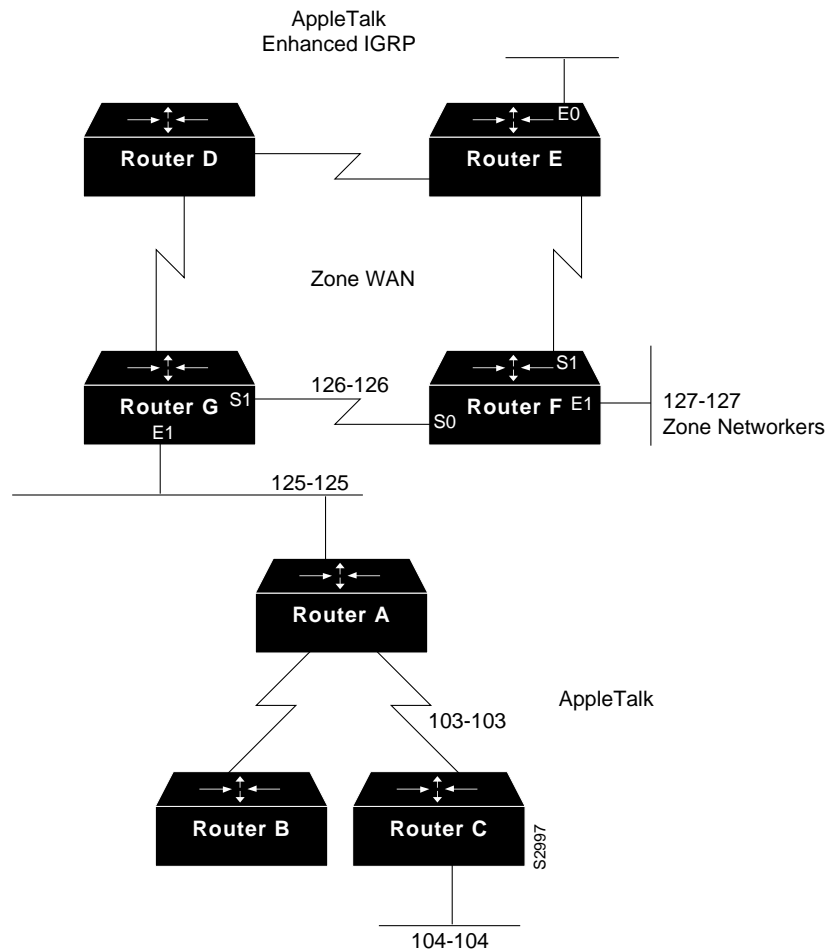 AppleTalk
Enhanced IGRP
E0
Router D
Router E
Zone WAN
S1
126-126
Router G
S1
Router F
E1
127-127
Zone Networkers
E1
S0
125-125
Router A
103-103
AppleTalk
Router B
Router C
S2997
104-104